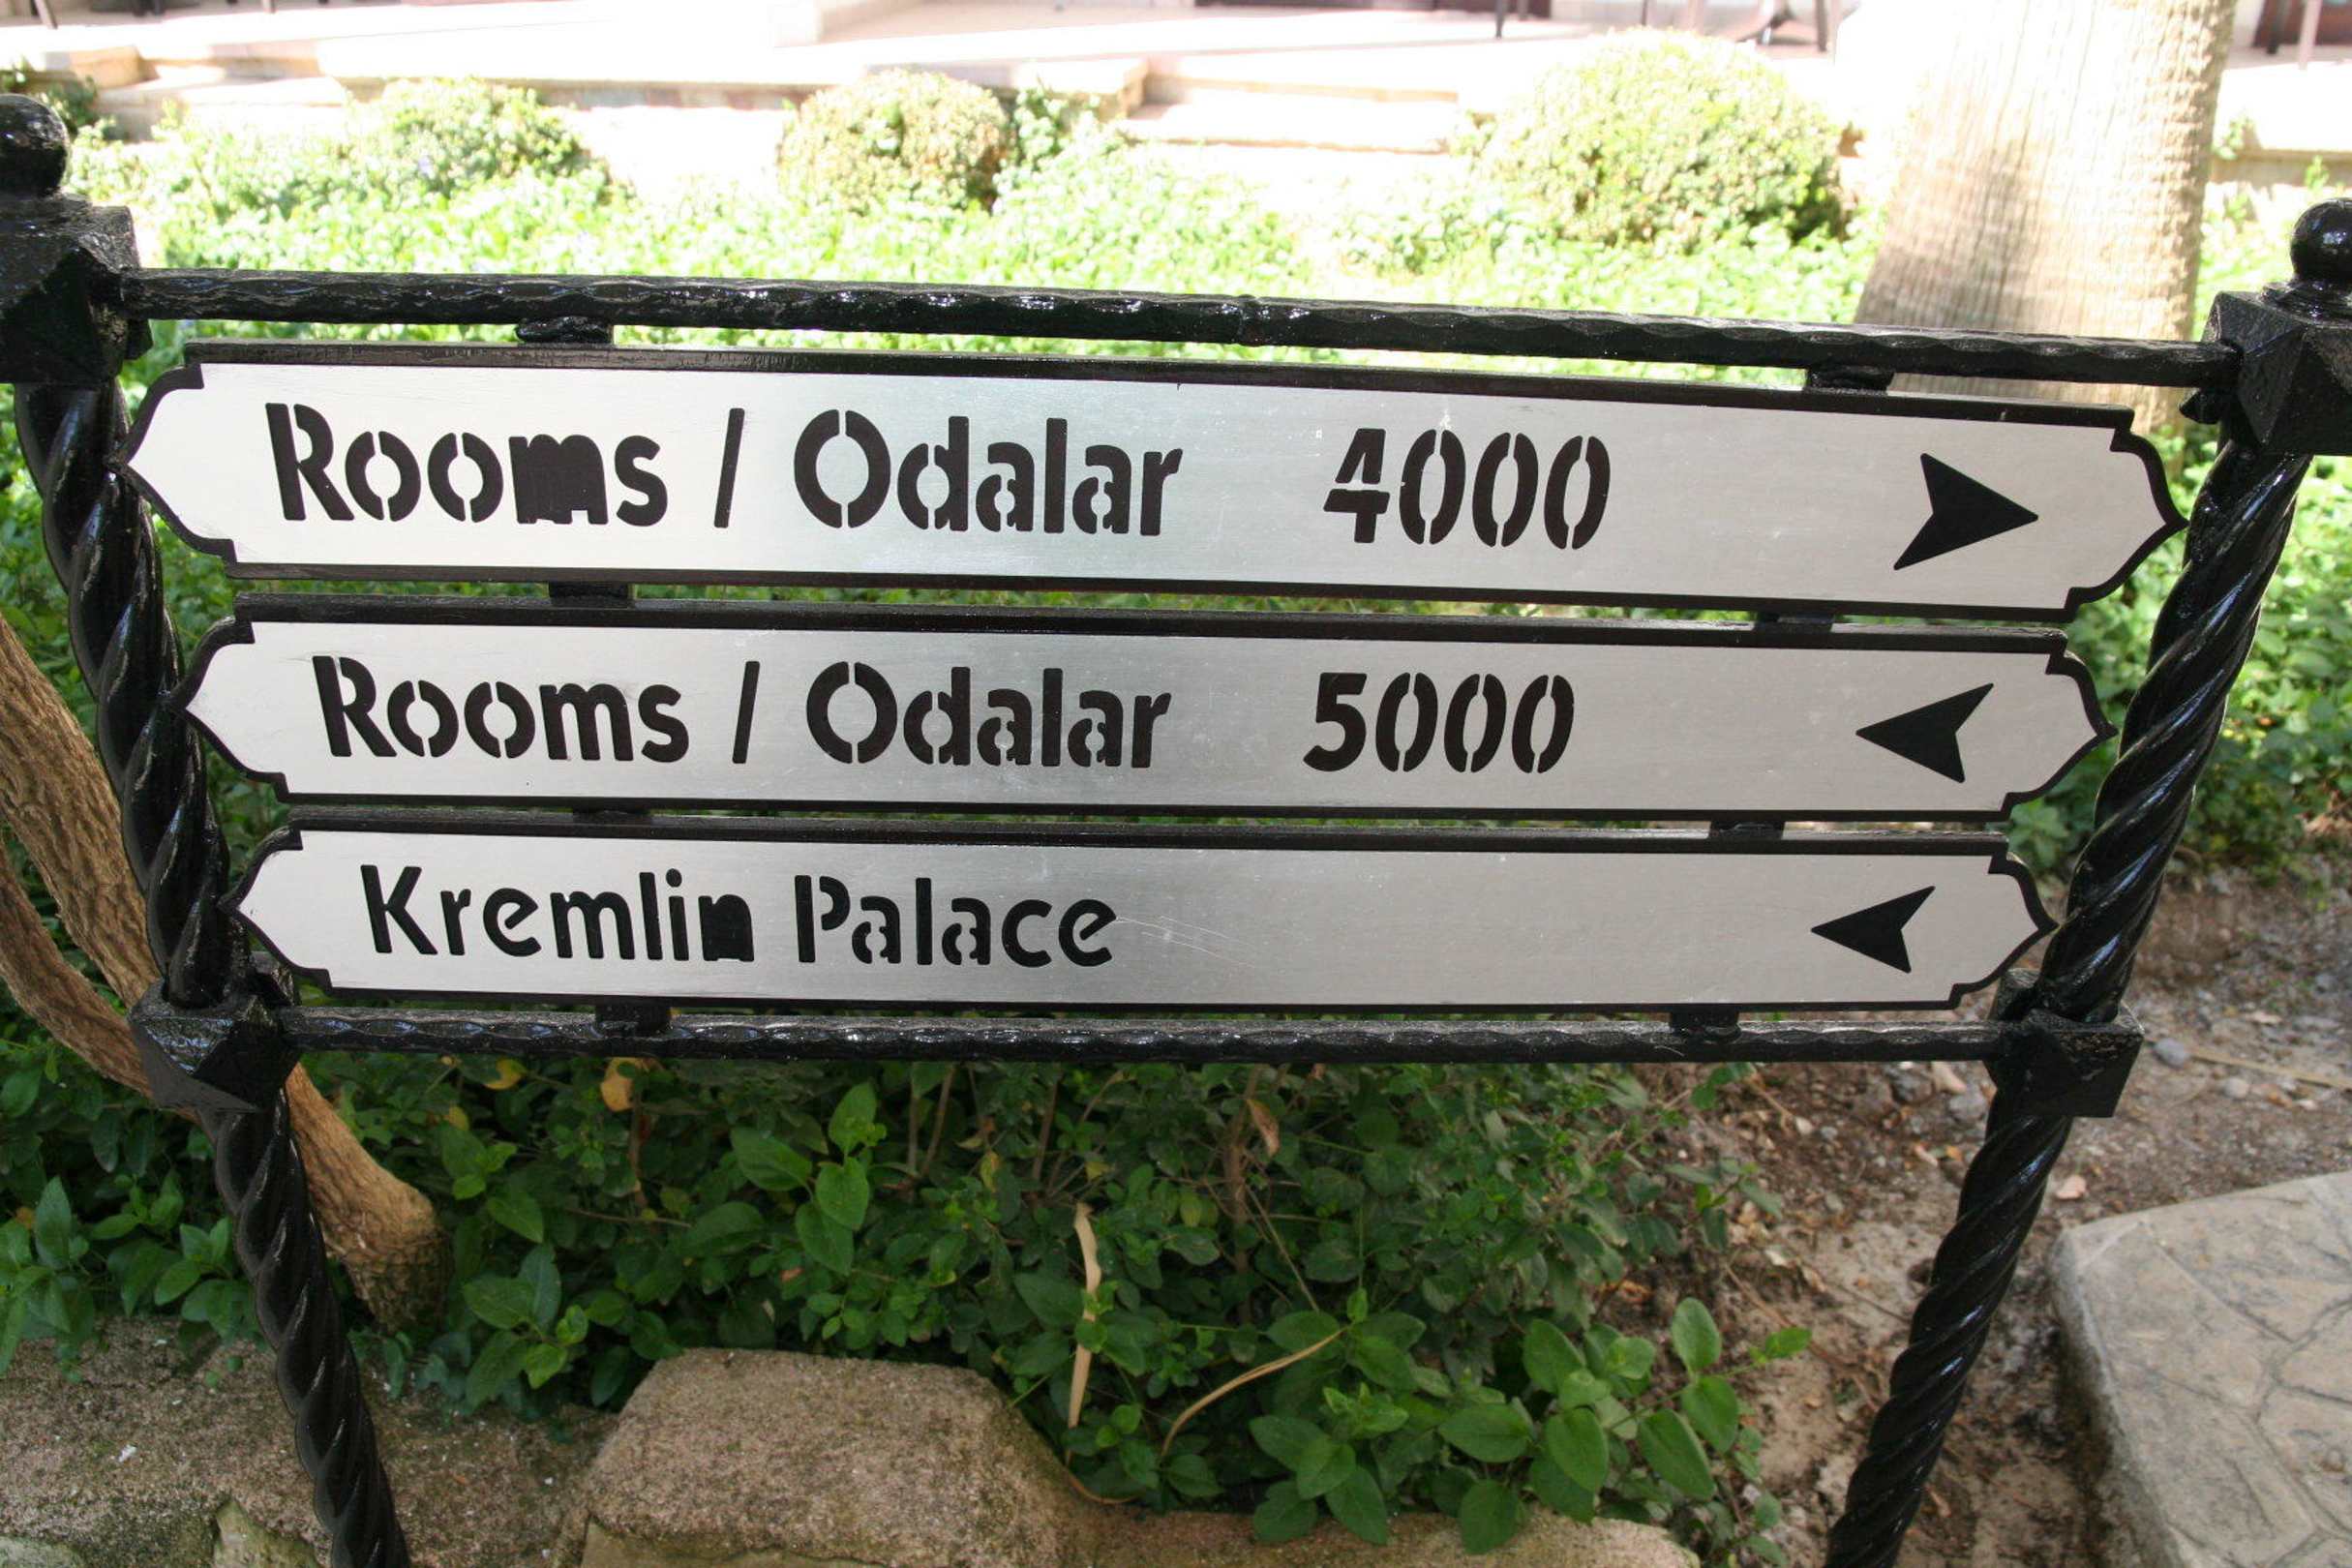 Rooms / Odalar 4000
Rooms / Odalar 5000
Kremlin Palace